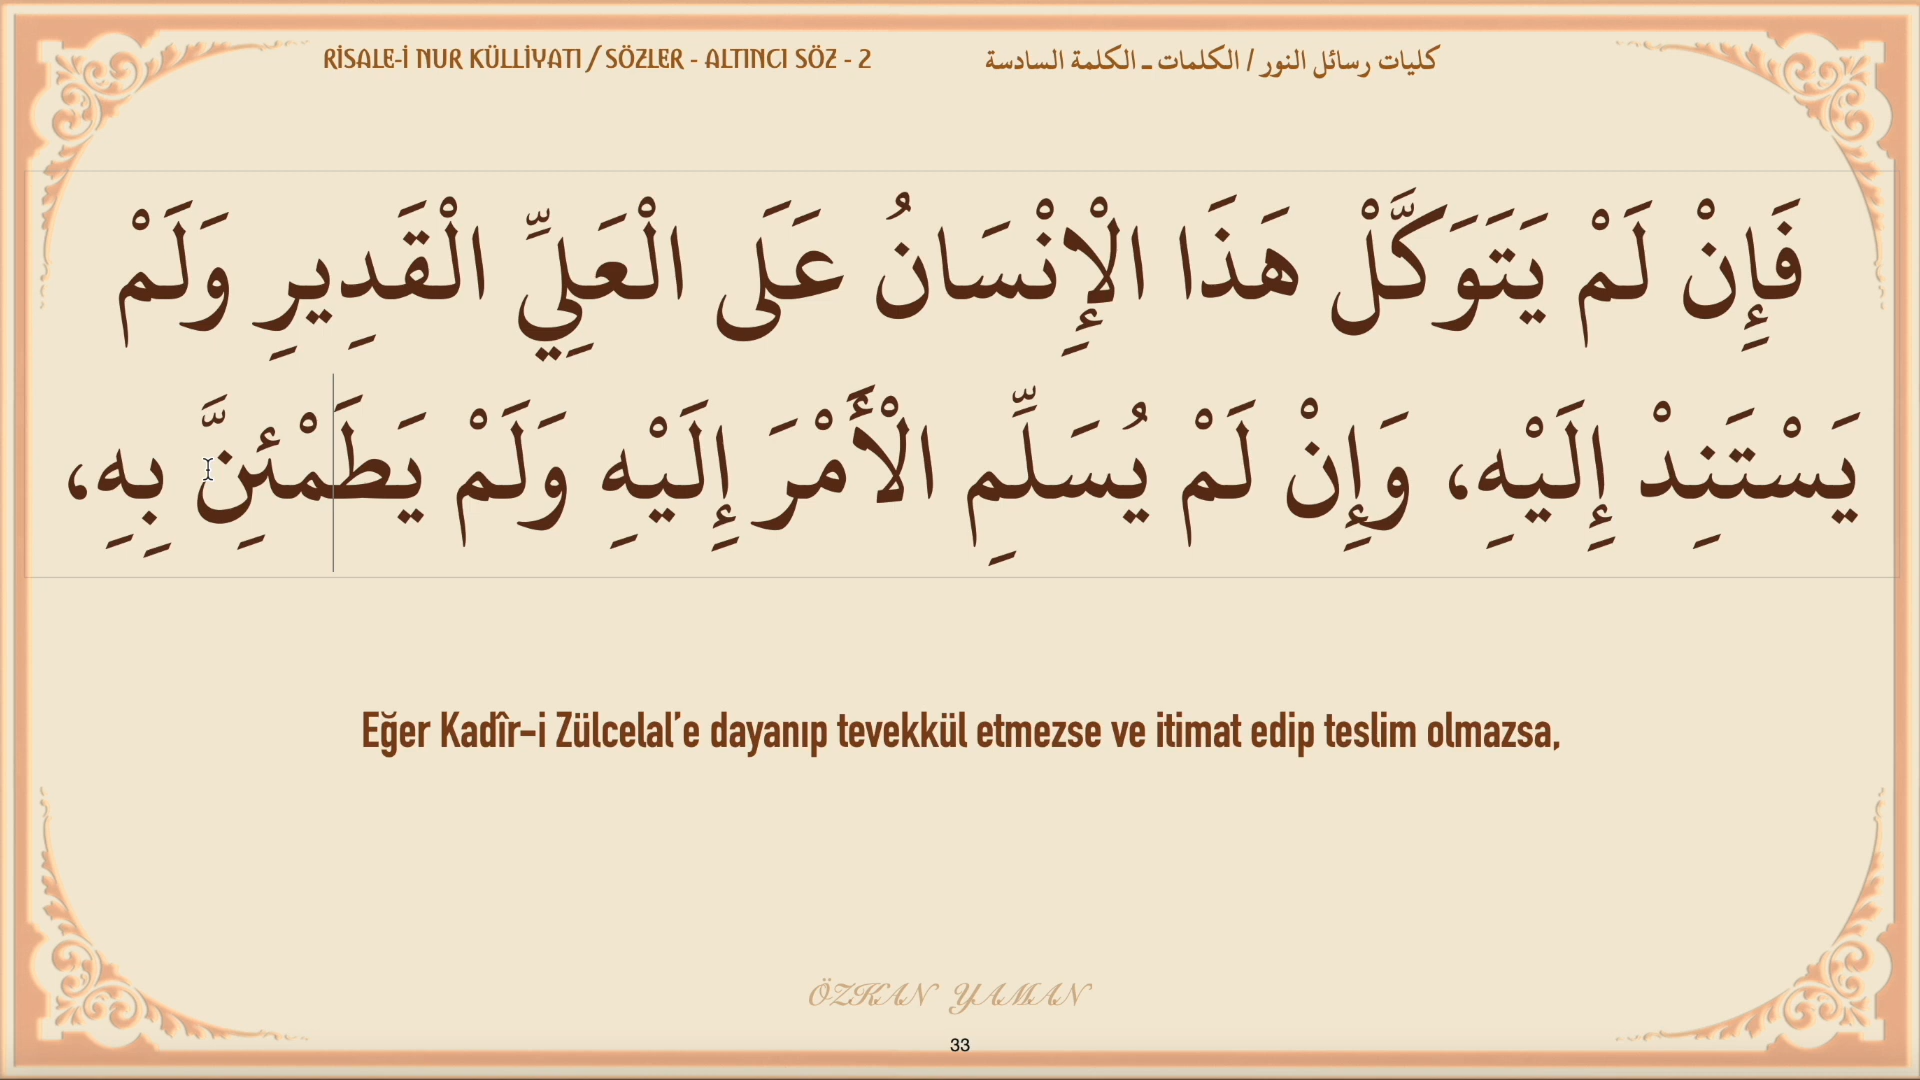 RİSALE-İ NUR KÜLLİYATI / SÖZLER - ALTINCI SÖZ - 2
كليات رسائل النور / الكلمات ـ الكلمة السادسة
فَإِنْ لَمْ يَتَوَكَّلْ هَذَا الْإِنْسَانُ عَلَى الْعَلِيِّ الْقَدِيرِ وَلَمْ
يَسْتَنِدْ إِلَيْهِ، وَإِنْ لَمْ يُسَلِّمِ الْأَمْرَ إِلَيْهِ وَلَمْ يَطَمْئِنَّ بِهِ،
Eğer Kadîr-i Zülcelal'e dayanıp tevekkül etmezse ve itimat edip teslim olmazsa,
ÖZKAN YAMAN
33